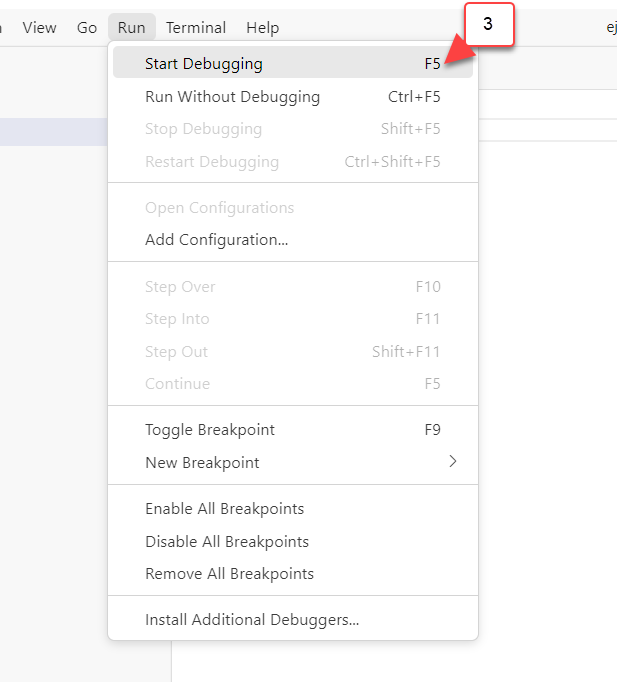 View Go Run Terminal Help
3
Start Debugging F5
Run Without Debugging Ctrl+F5
Stop Debugging Shift+F5
Restart Debugging Ctrl+Shift+F5
Open Configurations
Add Configuration...
Step Over F10
Step Into F11
Step Out Shift+F11
Continue F5
Toggle Breakpoint F9
New Breakpoint
Enable All Breakpoints
Disable All Breakpoints
Remove All Breakpoints
Install Additional Debuggers...